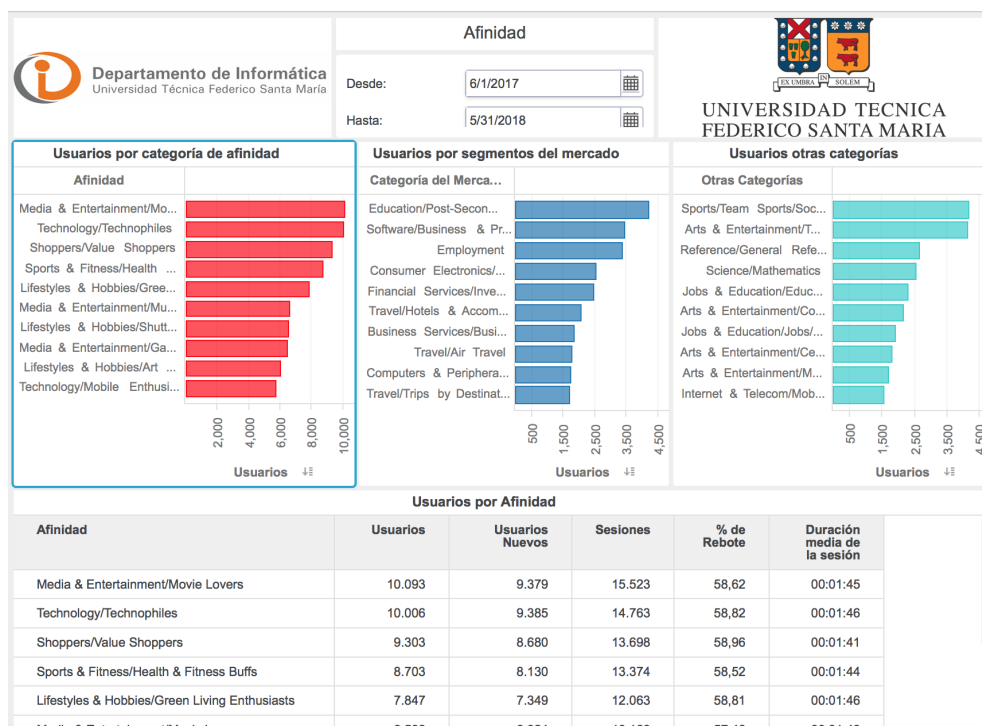 Afinidad
Departamento de Informática
Universidad Técnica Federico Santa María
Desde:
6/1/2017
Hasta:
5/31/2018
EX UMBRA IN SOLEM
UNIVERSIDAD TECNICA
FEDERICO SANTA MARIA
Usuarios por categoría de afinidad
Afinidad
Media & Entertainment/Mo...
Technology/Technophiles
Shoppers/Value Shoppers
Sports & Fitness/Health ...
Lifestyles & Hobbies/Gree...
Media & Entertainment/Mu...
Lifestyles & Hobbies/Shutt...
Media & Entertainment/Ga...
Lifestyles & Hobbies/Art ...
Technology/Mobile Enthusi...
2,000 4,000 6,000 8,000 10,000
Usuarios
Usuarios por segmentos del mercado
Categoría del Merca...
Education/Post-Secon...
Software/Business & Pr...
Employment
Consumer Electronics/...
Financial Services/Inve...
Travel/Hotels & Accom...
Business Services/Busi...
Travel/Air Travel
Computers & Periphera...
Travel/Trips by Destinat...
500 1,500 2,500 3,500 4,500
Usuarios
Usuarios otras categorías
Otras Categorías
Sports/Team Sports/Soc...
Arts & Entertainment/T...
Reference/General Refe...
Science/Mathematics
Jobs & Education/Educ...
Arts & Entertainment/Co...
Jobs & Education/Jobs/...
Arts & Entertainment/Ce...
Arts & Entertainment/M...
Internet & Telecom/Mob...
500 1,500 2,500 3,500
Usuarios
Usuarios por Afinidad
Afinidad Usuarios Usuarios Nuevos Sesiones % de Rebote Duración media de la sesión
Media & Entertainment/Movie Lovers 10.093 9.379 15.523 58,62 00:01:45
Technology/Technophiles 10.006 9.385 14.763 58,82 00:01:46
Shoppers/Value Shoppers 9.303 8.680 13.698 58,96 00:01:41
Sports & Fitness/Health & Fitness Buffs 8.703 8.130 13.374 58,52 00:01:44
Lifestyles & Hobbies/Green Living Enthusiasts 7.847 7.349 12.063 58,81 00:01:46